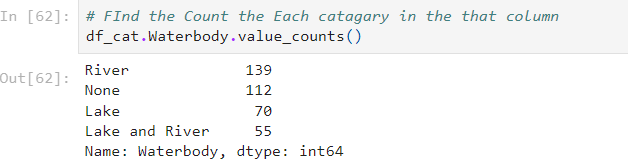 In [62]: # FInd the Count the Each catagary in the that column
df_cat.Waterbody.value_counts()
Out[62]: River 139
None 112
Lake 70
Lake and River 55
Name: Waterbody, dtype: int64